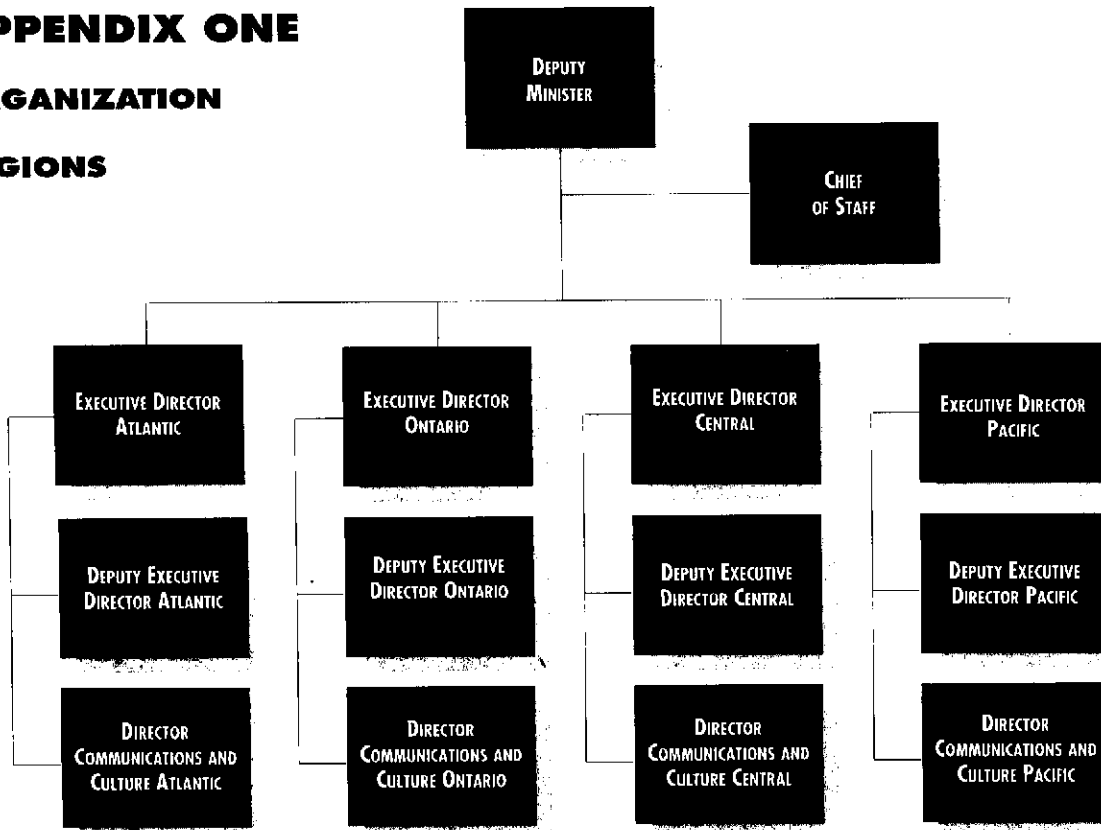 PPENDIX ONE
GANIZATION
GIONS
DEPUTY
MINISTER
CHIEF
OF STAFF
EXECUTIVE DIRECTOR
ATLANTIC
EXECUTIVE DIRECTOR
ONTARIO
EXECUTIVE DIRECTOR
CENTRAL
EXECUTIVE DIRECTOR
PACIFIC
DEPUTY EXECUTIVE
DIRECTOR ATLANTIC
DEPUTY EXECUTIVE
DIRECTOR ONTARIO
DEPUTY EXECUTIVE
DIRECTOR CENTRAL
DEPUTY EXECUTIVE
DIRECTOR PACIFIC
DIRECTOR
COMMUNICATIONS AND
CULTURE ATLANTIC
DIRECTOR
COMMUNICATIONS AND
CULTURE ONTARIO
DIRECTOR
COMMUNICATIONS AND
CULTURE CENTRAL
DIRECTOR
COMMUNICATIONS AND
CULTURE PACIFIC